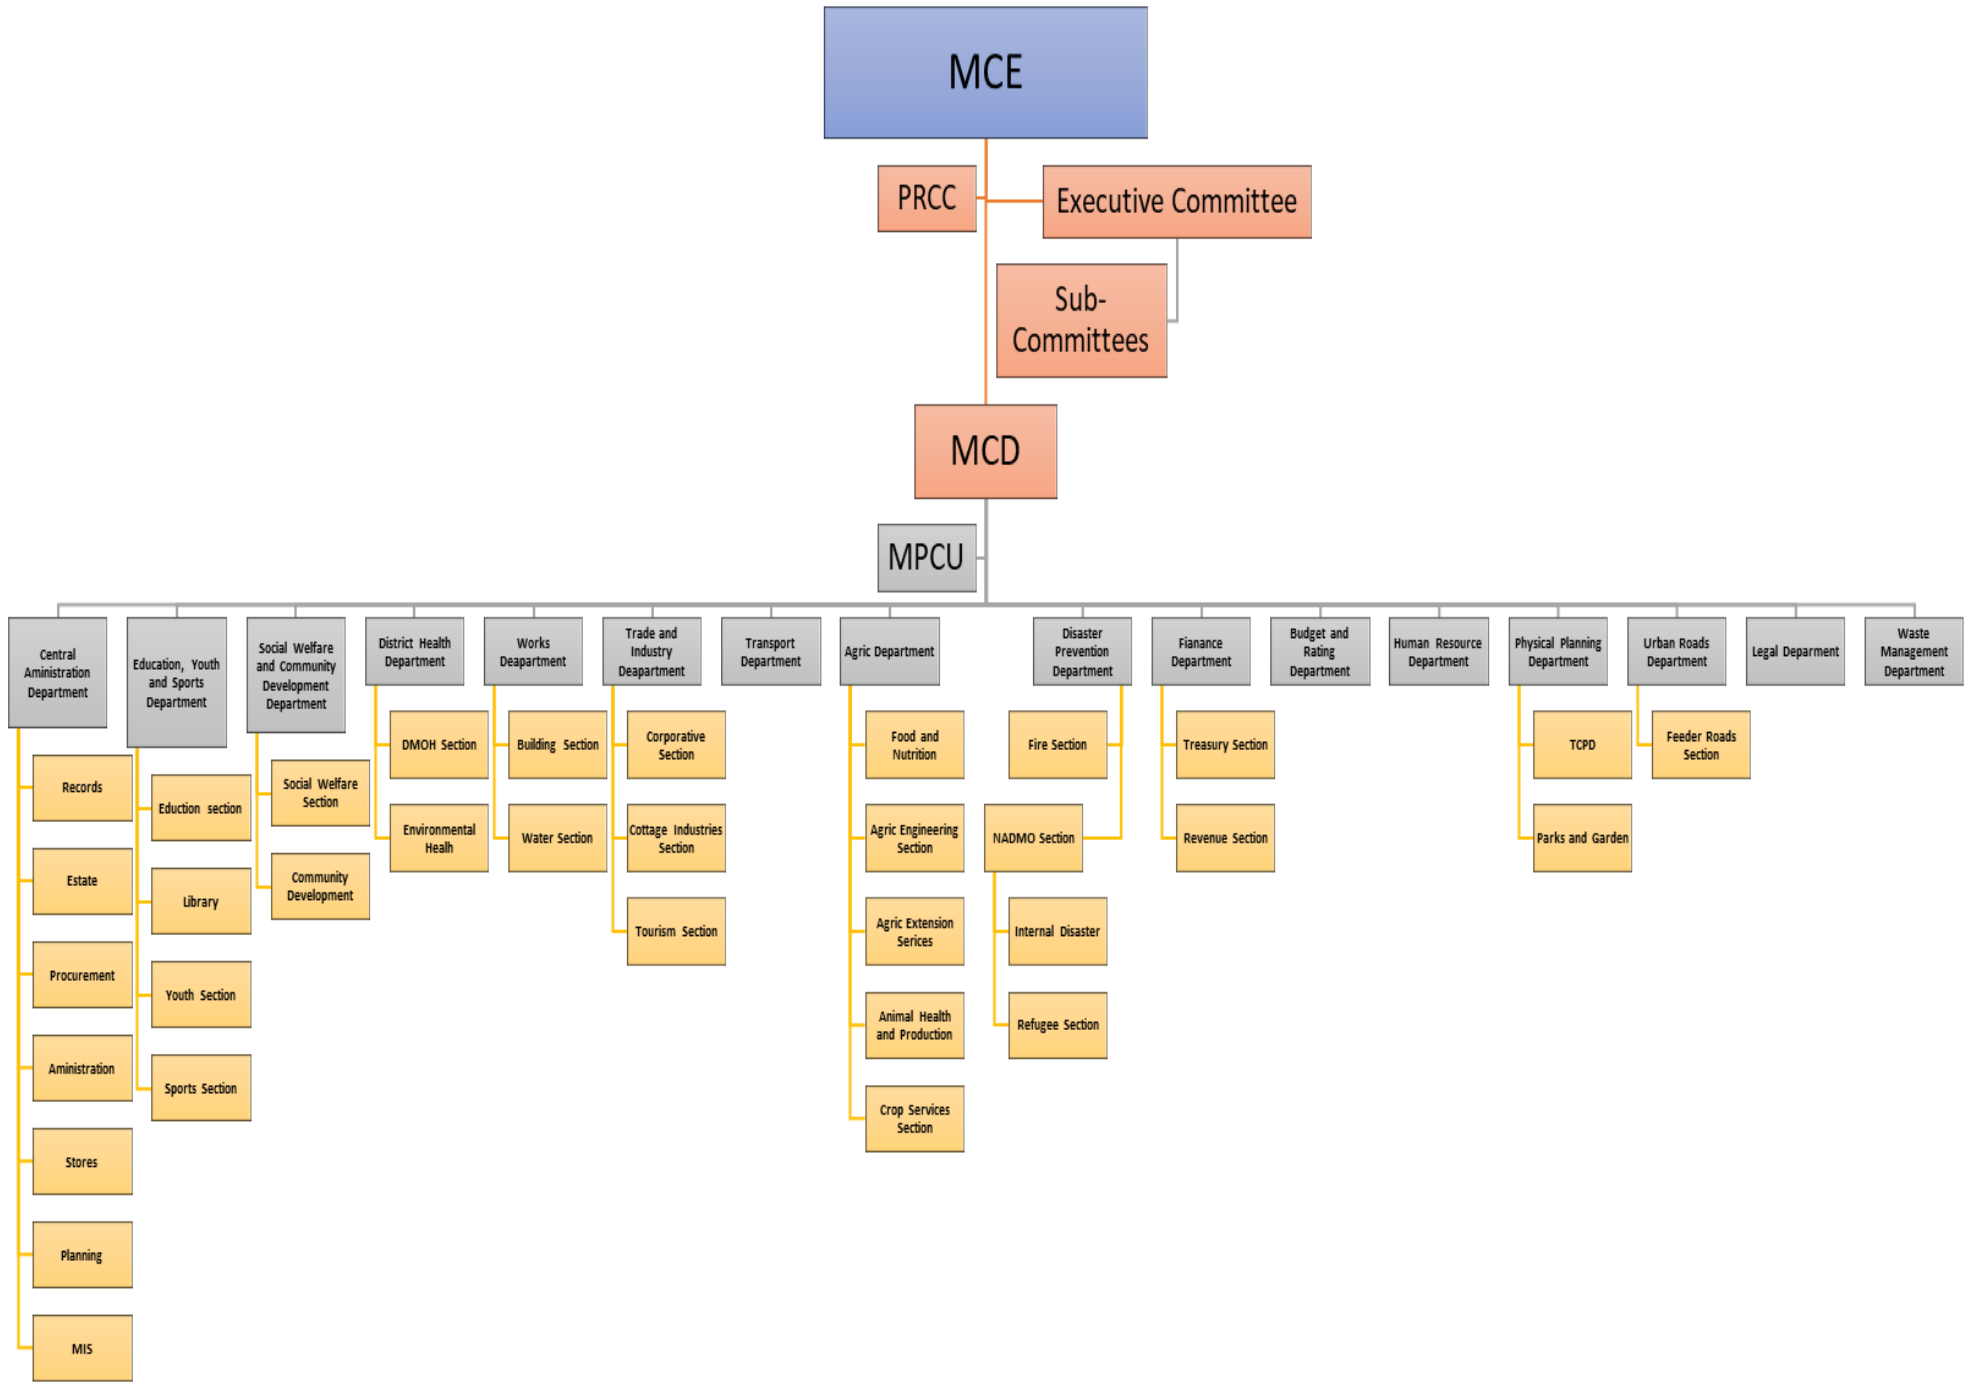 MCE
PRCC
Executive Committee
Sub-
Committees
MCD
MPCU
Central
Aministration
Department
Education, Youth
and Sports
Department
Social Welfare
and Community
Development
Department
District Health
Department
Works
Deapartment
Trade and
Industry
Deapartment
Transport
Department
Agric Department
Disaster
Prevention
Department
Fianance
Department
Budget and
Rating
Department
Human Resource
Department
Physical Planning
Department
Urban Roads
Department
Legal Deparment
Waste
Management
Department
Records
Estate
Procurement
Aministration
Stores
Planning
MIS
Eduction section
Library
Youth Section
Sports Section
Social Welfare
Section
Community
Development
DMOH Section
Environmental
Healh
Building Section
Water Section
Corporative
Section
Cottage Industries
Section
Tourism Section
Food and
Nutrition
Agric Engineering
Section
Agric Extension
Serices
Animal Health
and Production
Crop Services
Section
Fire Section
NADMO Section
Internal Disaster
Refugee Section
Treasury Section
Revenue Section
TCPD
Parks and Garden
Feeder Roads
Section